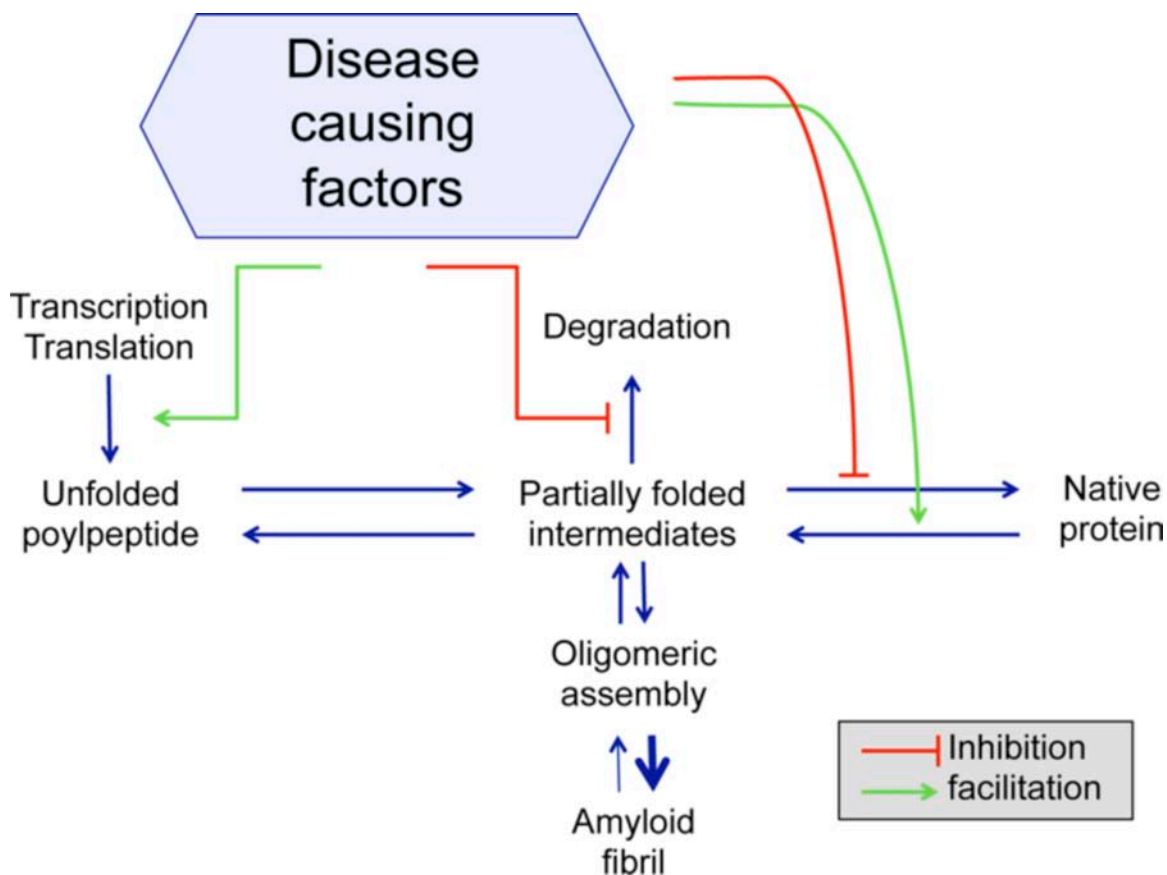 Disease
causing
factors
Transcription
Translation
Degradation
Unfolded
poylpeptide
Partially folded
intermediates
Native
protein
Oligomeric
assembly
Amyloid
fibril
Inhibition
facilitation